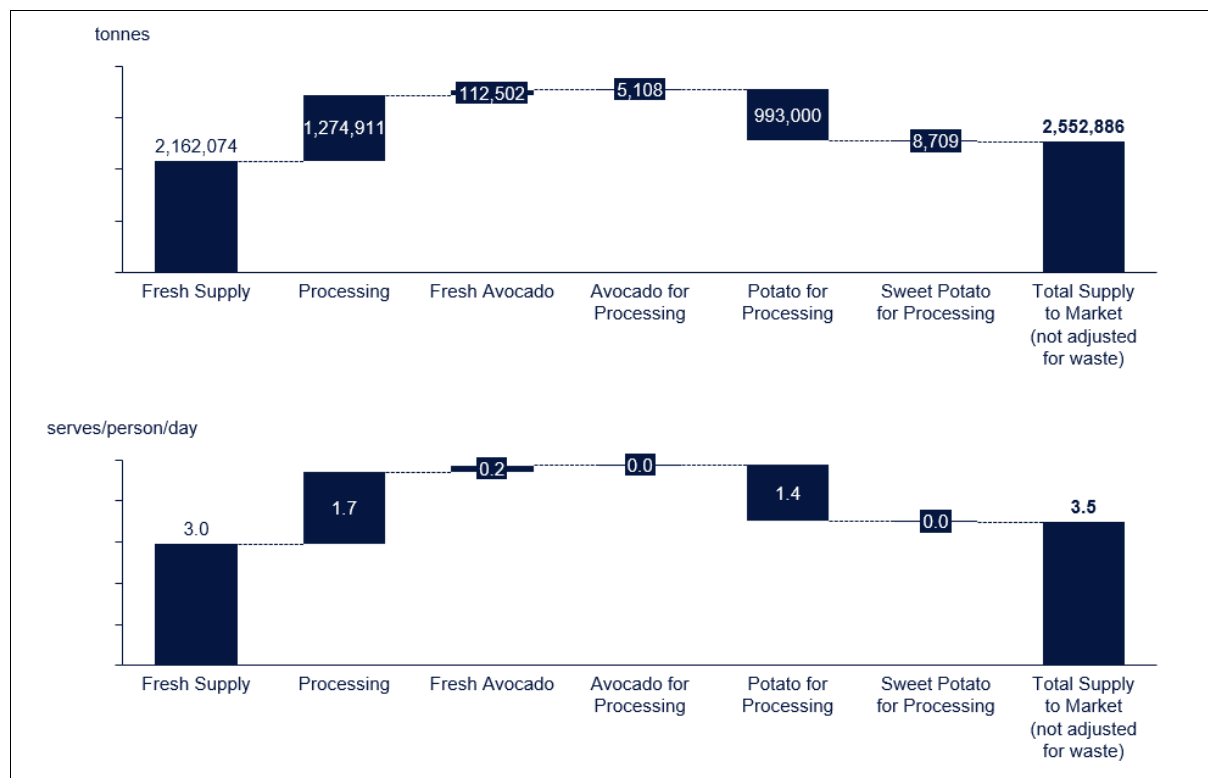 tonnes
2,162,074
1,274,911
112,502
5,108
993,000
8,709
2,552,886
Fresh Supply
Processing
Fresh Avocado
Avocado for
Processing
Potato for
Processing
Sweet Potato
for Processing
Total Supply
to Market
(not adjusted
for waste)
serves/person/day
3.0
1.7
0.2
0.0
1.4
0.0
3.5
Fresh Supply
Processing
Fresh Avocado
Avocado for
Processing
Potato for
Processing
Sweet Potato
for Processing
Total Supply
to Market
(not adjusted
for waste)